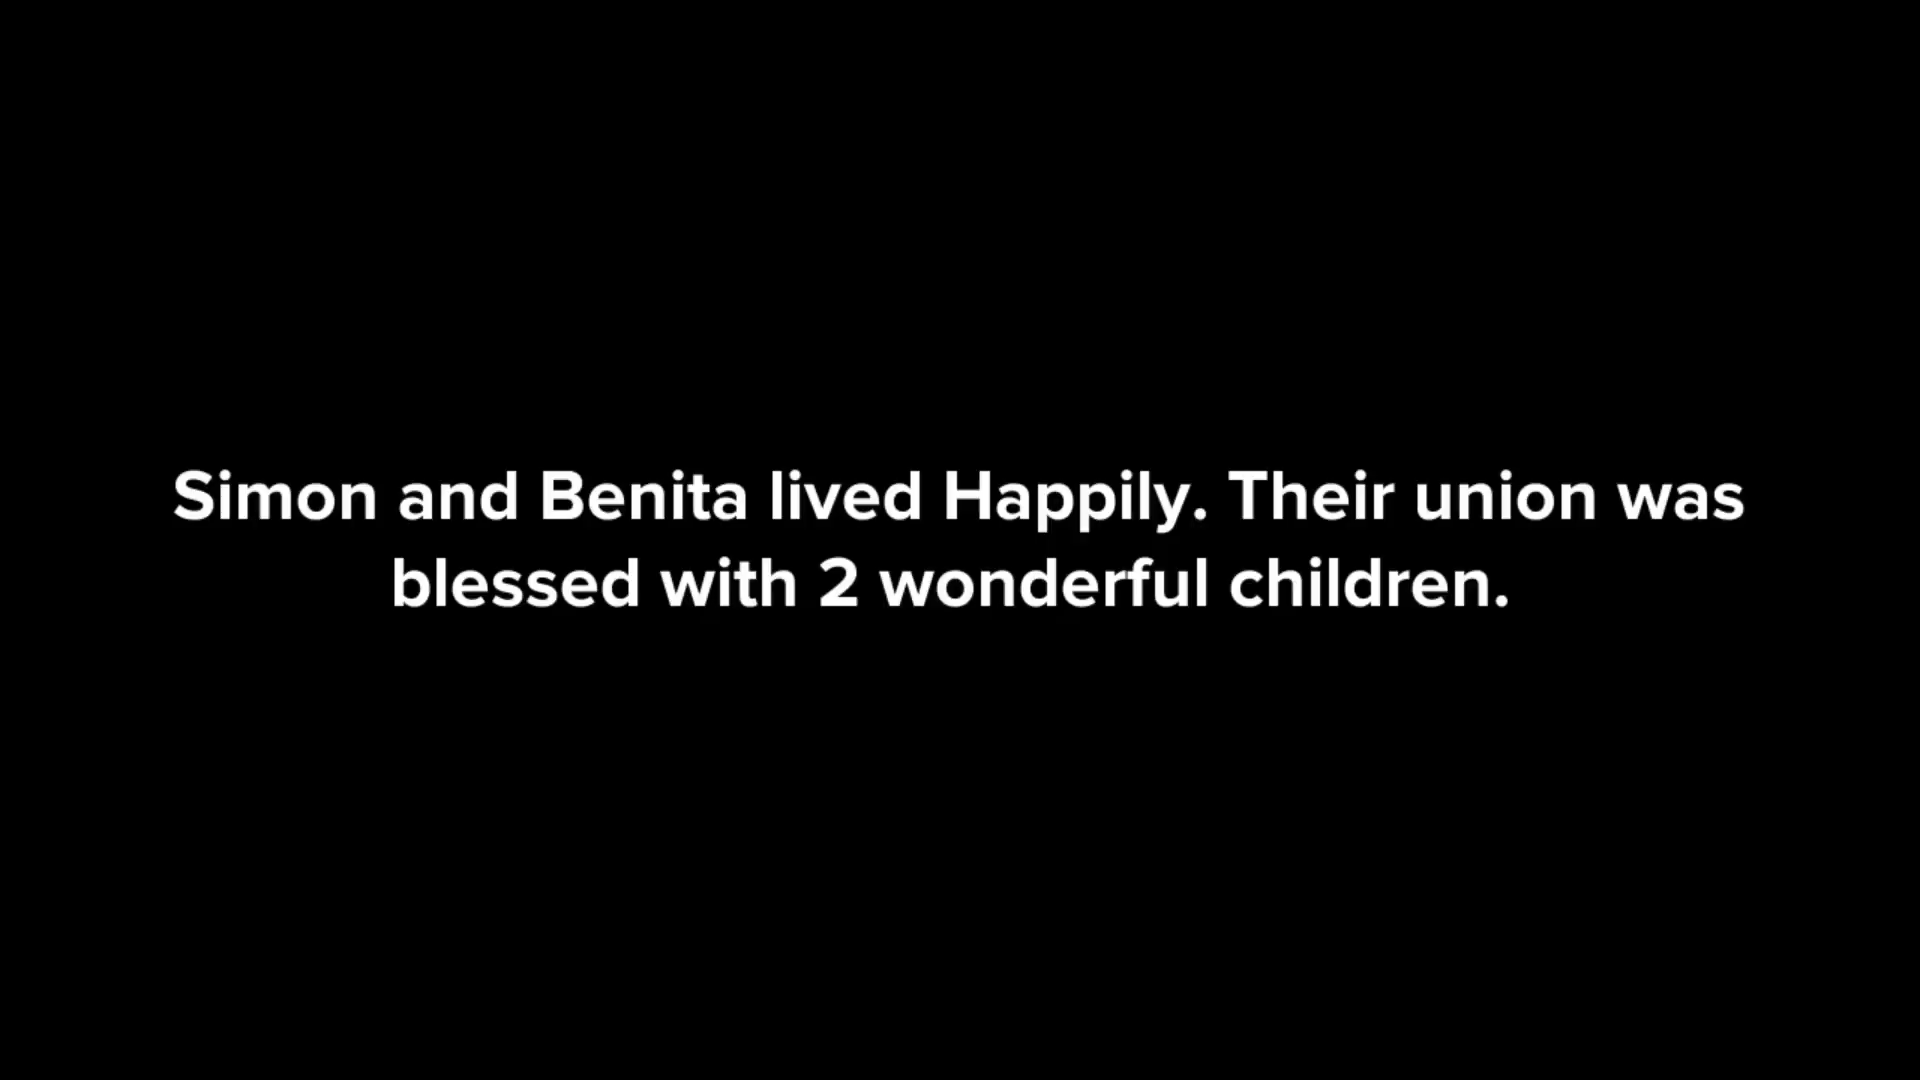 Simon and Benita lived Happily. Their union was
blessed with 2 wonderful children.